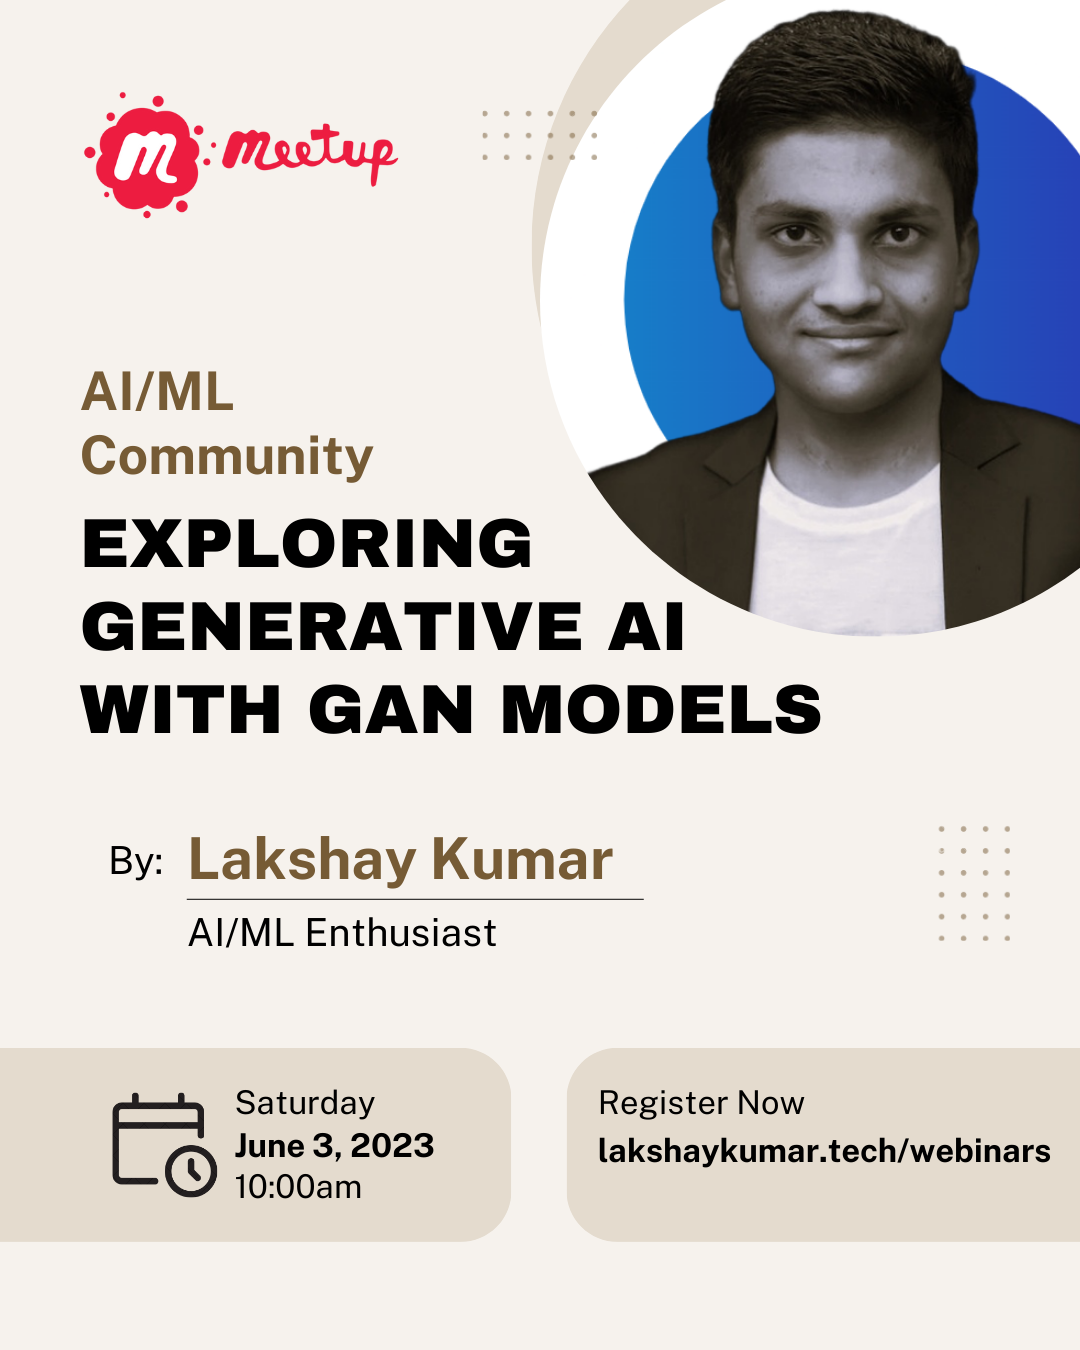 meetup
AI/ML
Community
EXPLORING
GENERATIVE AI
WITH GAN MODELS
By: Lakshay Kumar
AI/ML Enthusiast
Saturday
June 3, 2023
10:00am
Register Now
lakshaykumar.tech/webinars